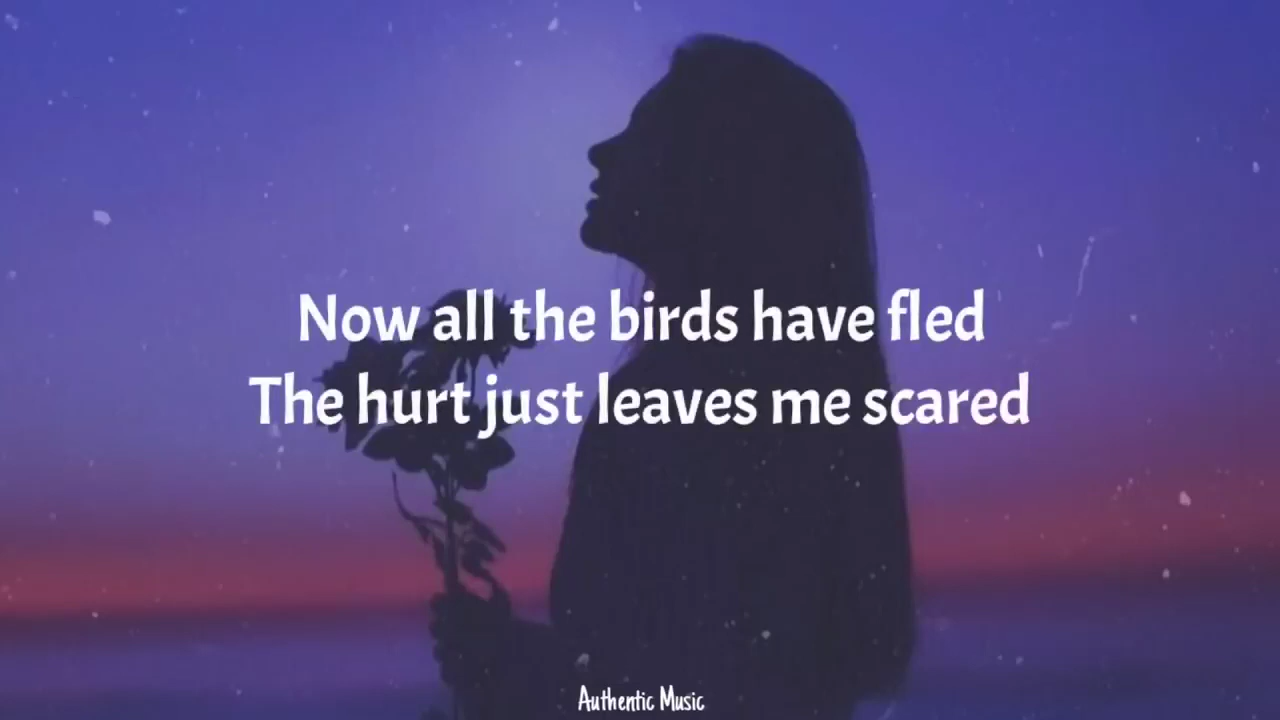 Now all the birds have fled
The hurt just leaves me scared
Authentic Music